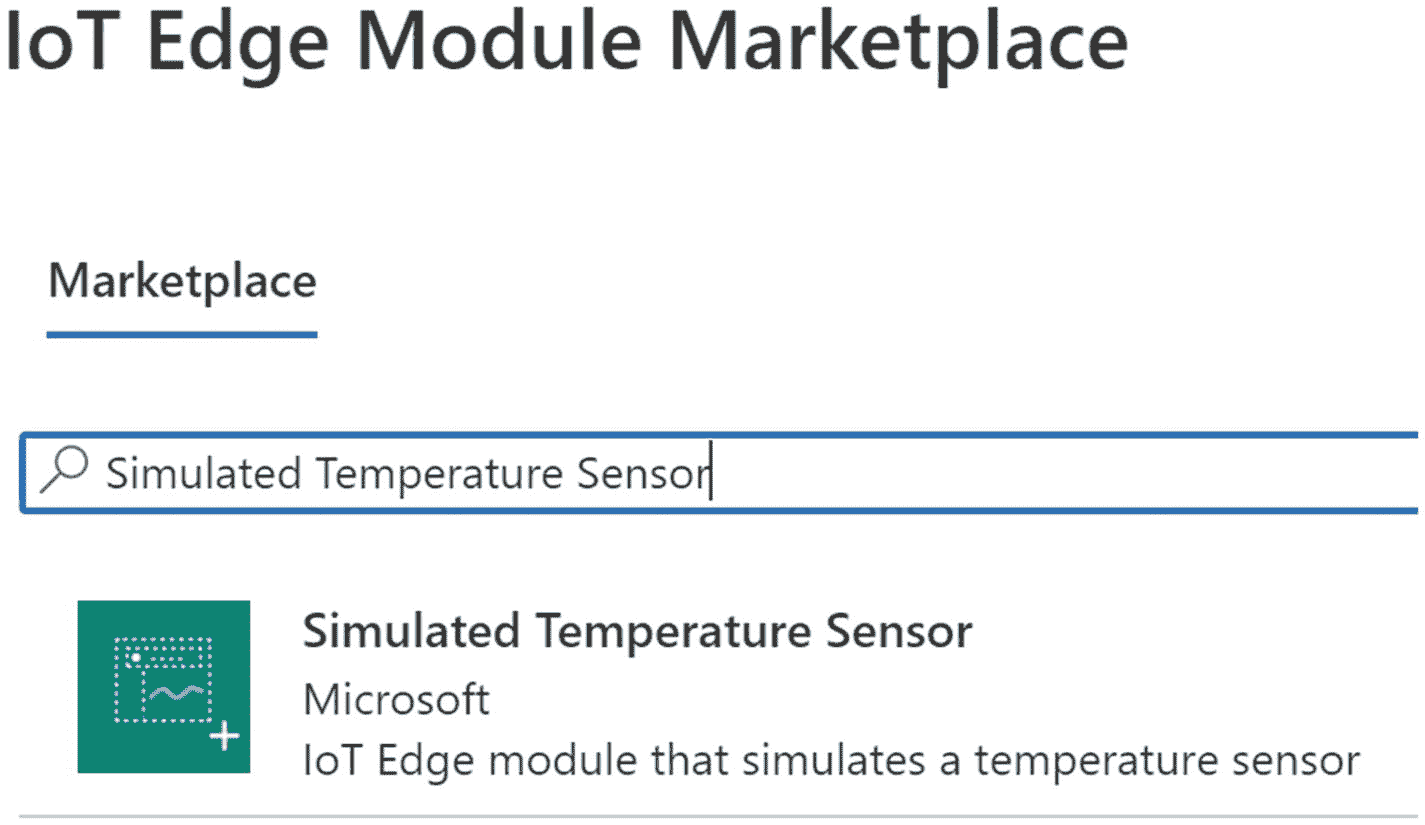 IoT Edge Module Marketplace
Marketplace
Simulated Temperature Sensor
Simulated Temperature Sensor
Microsoft
IoT Edge module that simulates a temperature sensor